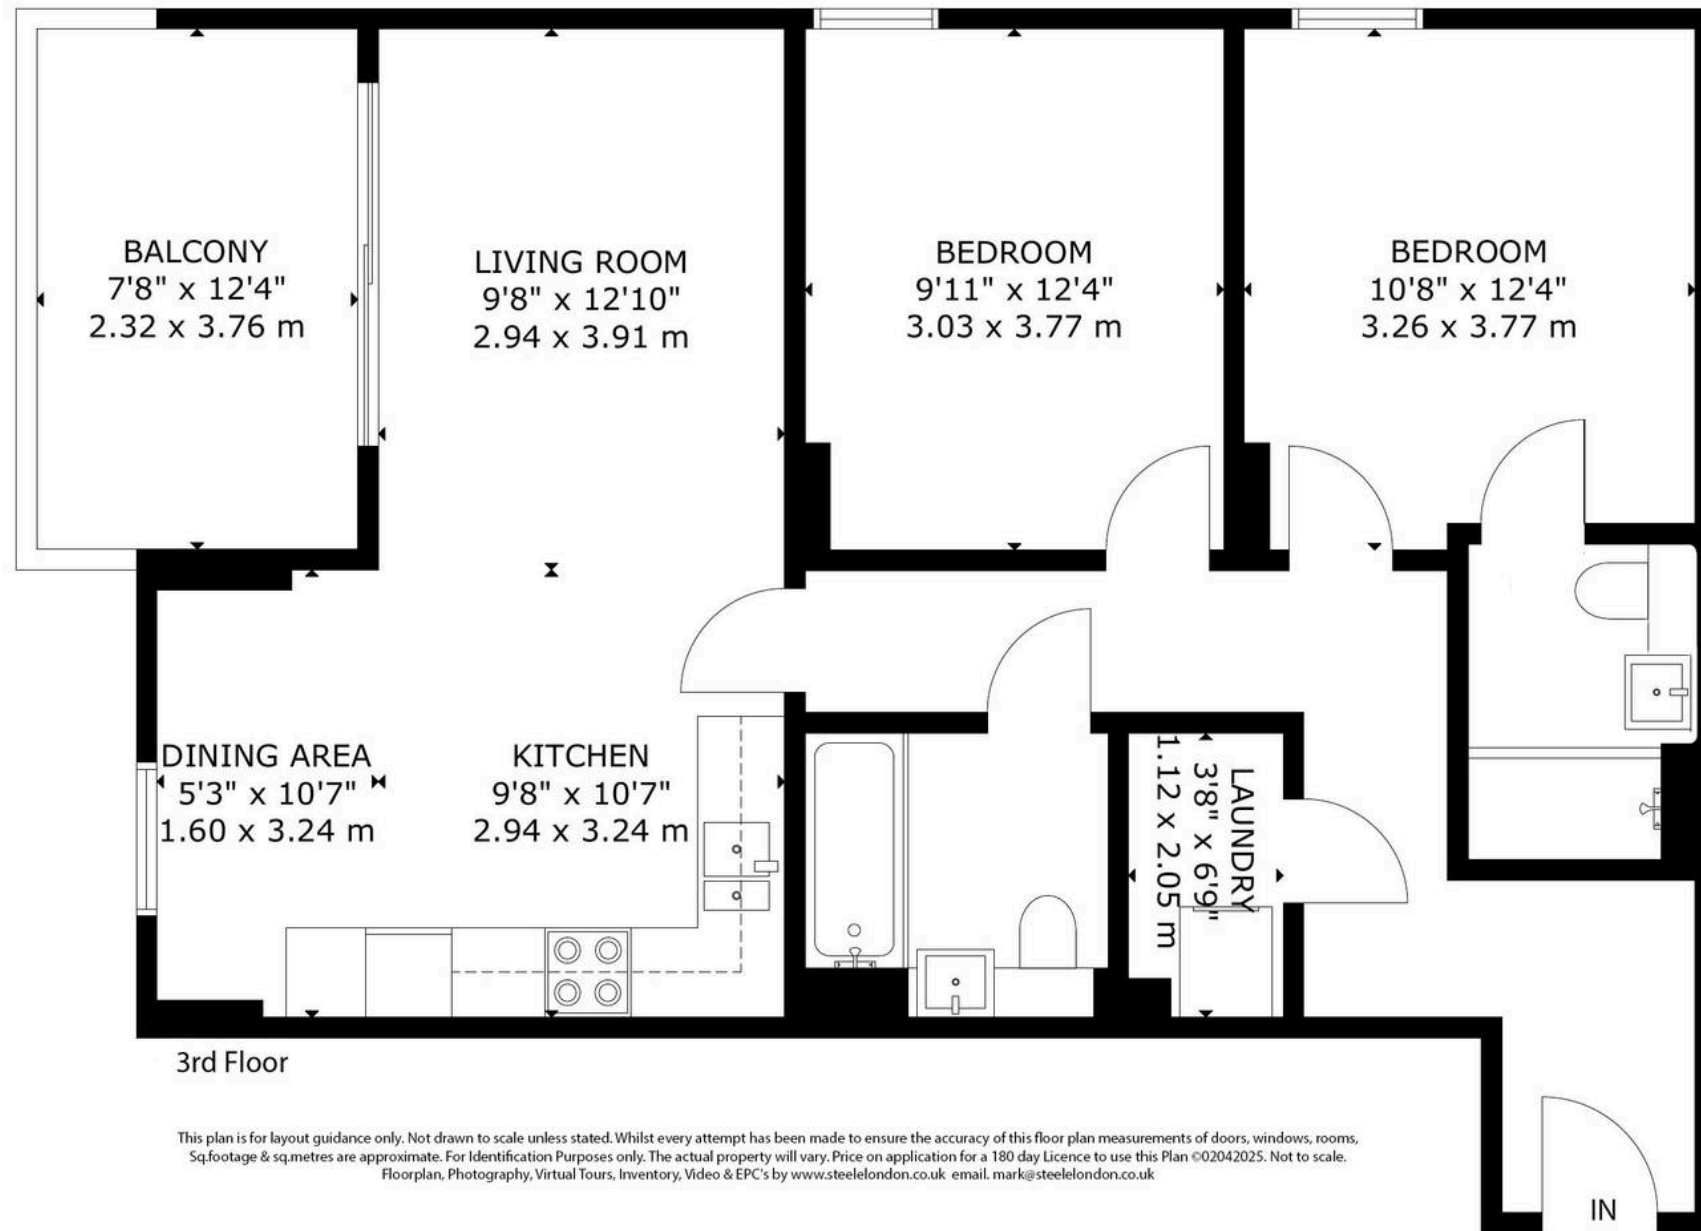 BALCONY
7'8" x 12'4"
2.32 x 3.76 m
LIVING ROOM
9'8" x 12'10"
2.94 x 3.91 m
BEDROOM
9'11" x 12'4"
3.03 x 3.77 m
BEDROOM
10'8" x 12'4"
3.26 x 3.77 m
DINING AREA
5'3" x 10'7"
1.60 x 3.24 m
KITCHEN
9'8" x 10'7"
2.94 x 3.24 m
LAUNDRY
3'8" x 6'9"
1.12 x 2.05 m
3rd Floor
This plan is for layout guidance only. Not drawn to scale unless stated. Whilst every attempt has been made to ensure the accuracy of this floor plan measurements of doors, windows, rooms,
Sq.footage & sq.metres are approximate. For Identification Purposes only. The actual property will vary. Price on application for a 180 day Licence to use this Plan ©02042025. Not to scale.
Floorplan, Photography, Virtual Tours, Inventory, Video & EPC's by www.steelelondon.co.uk email. mark@steelelondon.co.uk
IN